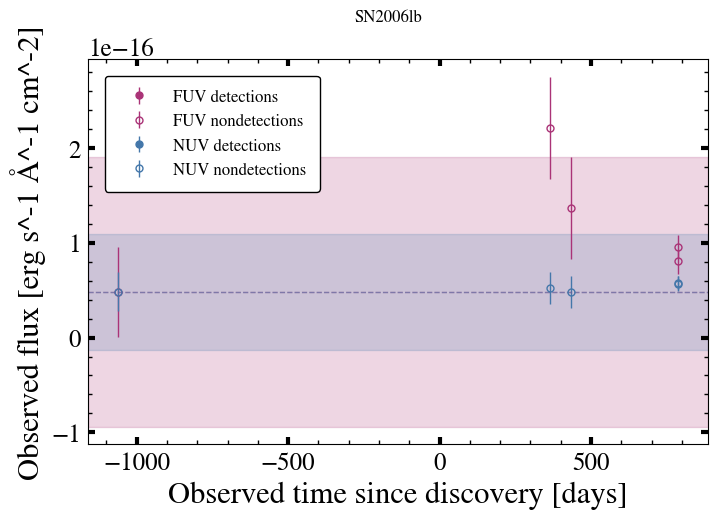 SN2006lb
1e−16
Observed flux [erg s^-1 Å^-1 cm^-2]
FUV detections
FUV nondetections
NUV detections
NUV nondetections
2
1
0
−1
−1000 −500 0 500
Observed time since discovery [days]